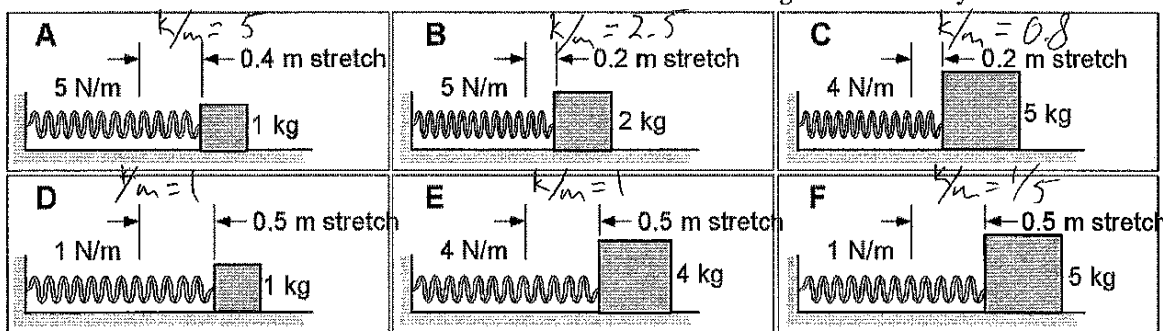 A k/m = 5
0.4 m stretch
5 N/m
1 kg
B k/m = 2.5
0.2 m stretch
5 N/m
2 kg
C k/m = 0.8
0.2 m stretch
4 N/m
5 kg
D k/m = 1
0.5 m stretch
1 N/m
1 kg
E k/m = 1
0.5 m stretch
4 N/m
4 kg
F k/m = 1/5
0.5 m stretch
1 N/m
5 kg